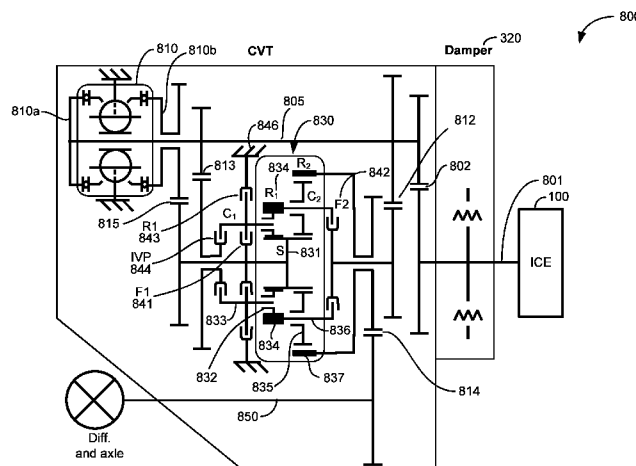 800
CVT
Damper
320
810
810b
810a
805
846
830
834
812
R2
F2
842
802
813
R1
C2
815
801
100
C1
R1
843
S
831
ICE
IVP
844
F1
841
833
834
836
832
835
837
814
850
Diff.
and axle